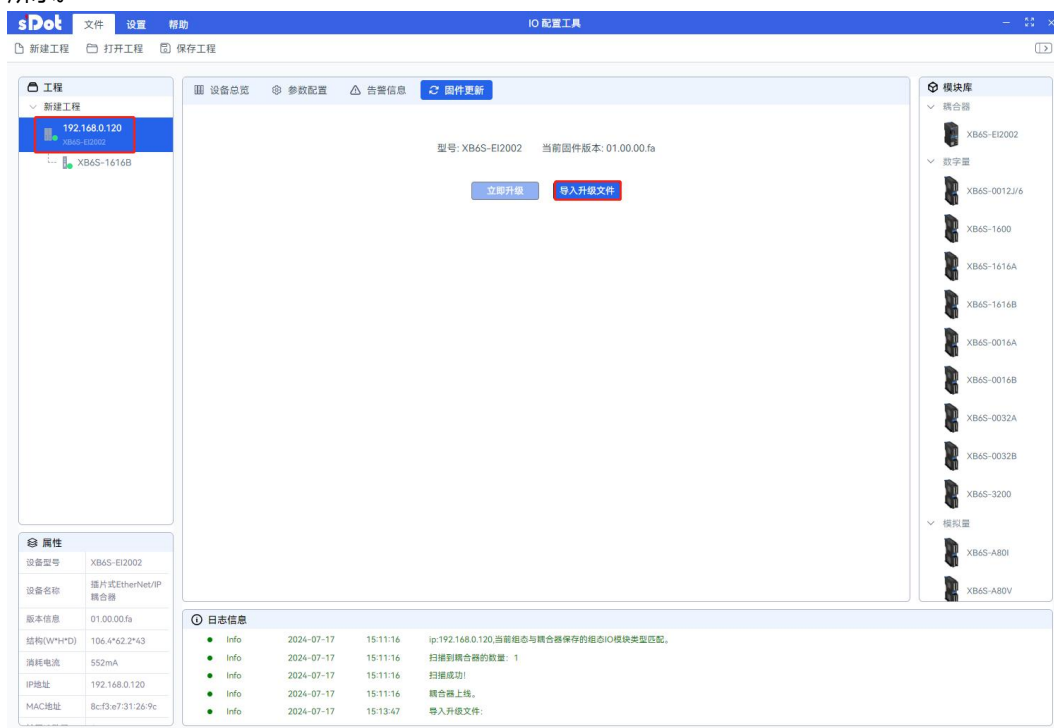 sDot 文件 设置 帮助 IO 配置工具
新建工程 打开工程 保存工程
工程
新建工程
192.168.0.120
XB6S-EI2002
XB6S-1616B
设备总览 参数配置 告警信息 固件更新
型号: XB6S-EI2002 当前固件版本: 01.00.00.fa
立即升级 导入升级文件
模块库
耦合器
XB6S-EI2002
数字量
XB6S-0012J/6
XB6S-1600
XB6S-1616A
XB6S-1616B
XB6S-0016A
XB6S-0016B
XB6S-0032A
XB6S-0032B
XB6S-3200
模拟量
XB6S-A80I
XB6S-A80V
属性
设备型号 XB6S-EI2002
设备名称 插片式EtherNet/IP
耦合器
版本信息 01.00.00.fa
结构(W*H*D) 106.4*62.2*43
消耗电流 552mA
IP地址 192.168.0.120
MAC地址 8c:f3:e7:31:26:9c
日志信息
Info 2024-07-17 15:11:16 ip:192.168.0.120,当前组态与耦合器保存的组态IO模块类型匹配。
Info 2024-07-17 15:11:16 扫描到耦合器的数量: 1
Info 2024-07-17 15:11:16 扫描成功!
Info 2024-07-17 15:11:16 耦合器上线。
Info 2024-07-17 15:13:47 导入升级文件: